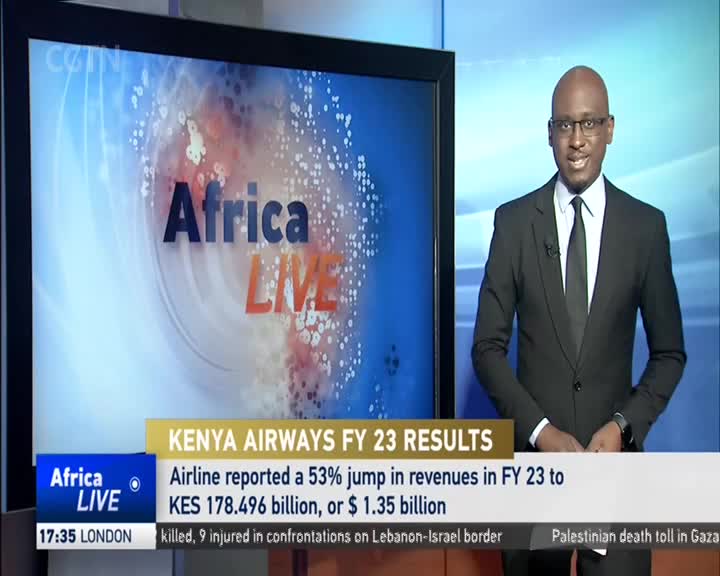 CGTN
Africa
LIVE
KENYA AIRWAYS FY 23 RESULTS
Africa
LIVE
Airline reported a 53% jump in revenues in FY 23 to
KES 178.496 billion, or $ 1.35 billion
17:35 LONDON
killed, 9 injured in confrontations on Lebanon-Israel border
Palestinian death toll in Gaza